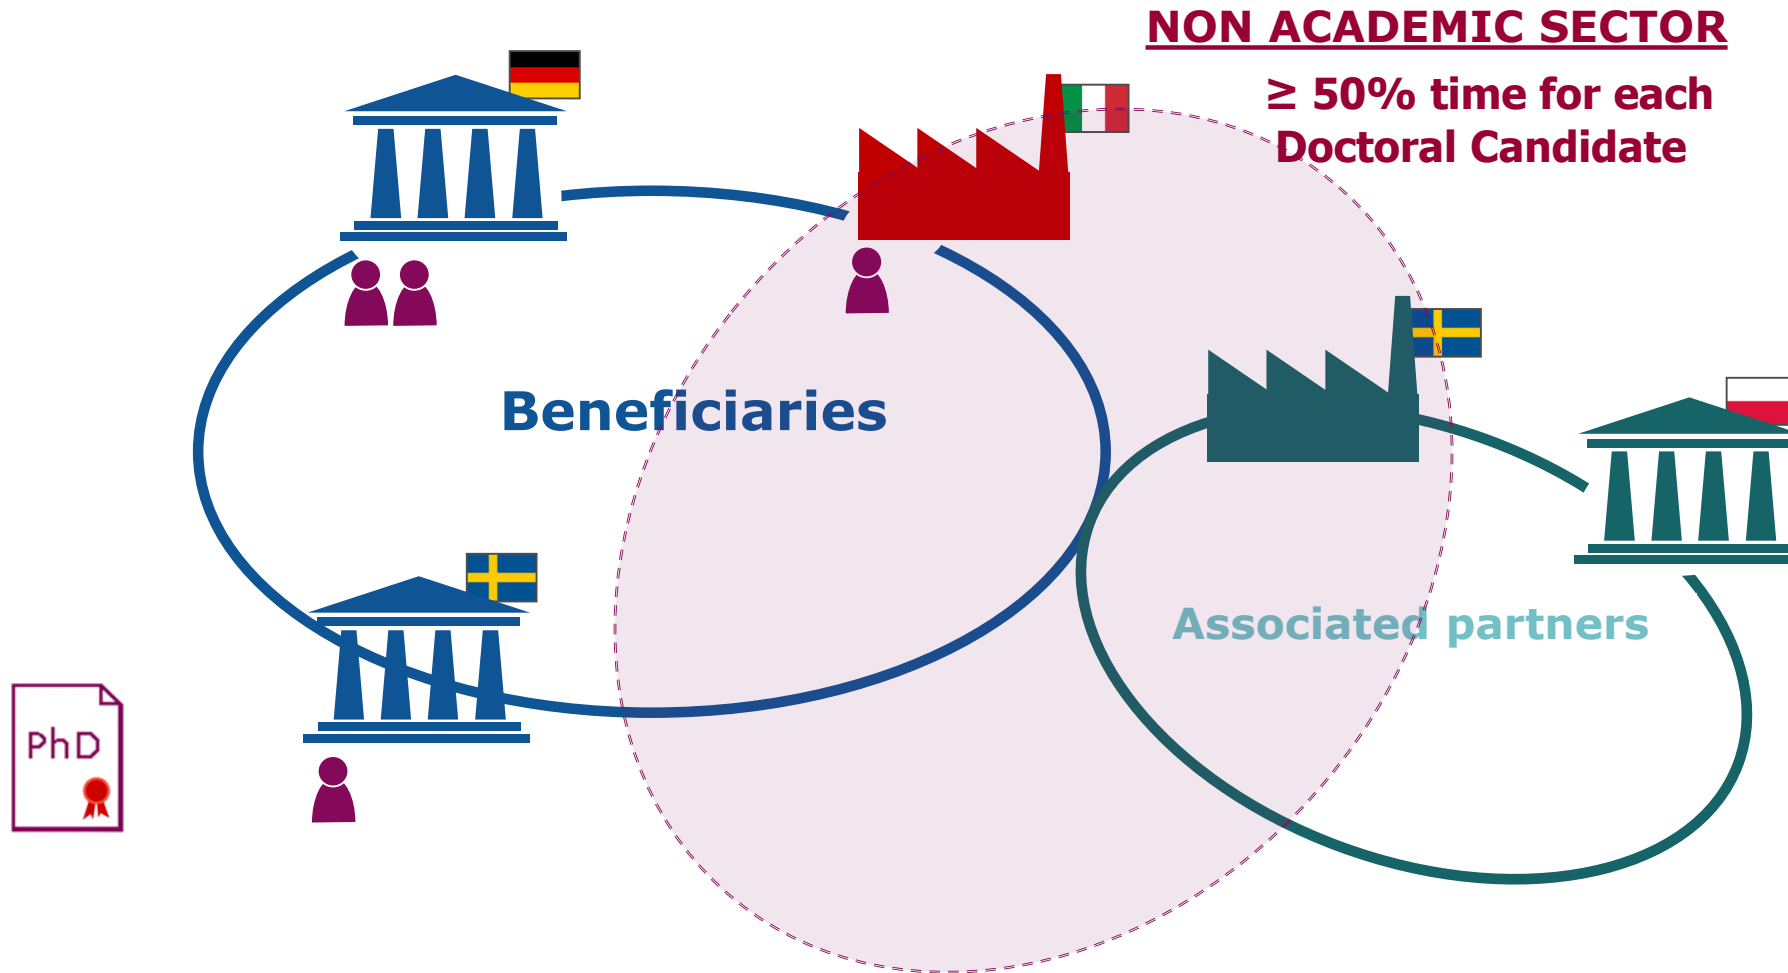 NON ACADEMIC SECTOR
≥ 50% time for each
Doctoral Candidate
Beneficiaries
Associated partners
PhD